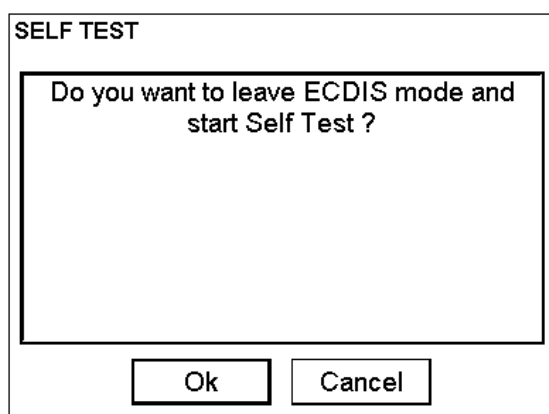 SELF TEST
Do you want to leave ECDIS mode and
start Self Test ?
Ok
Cancel